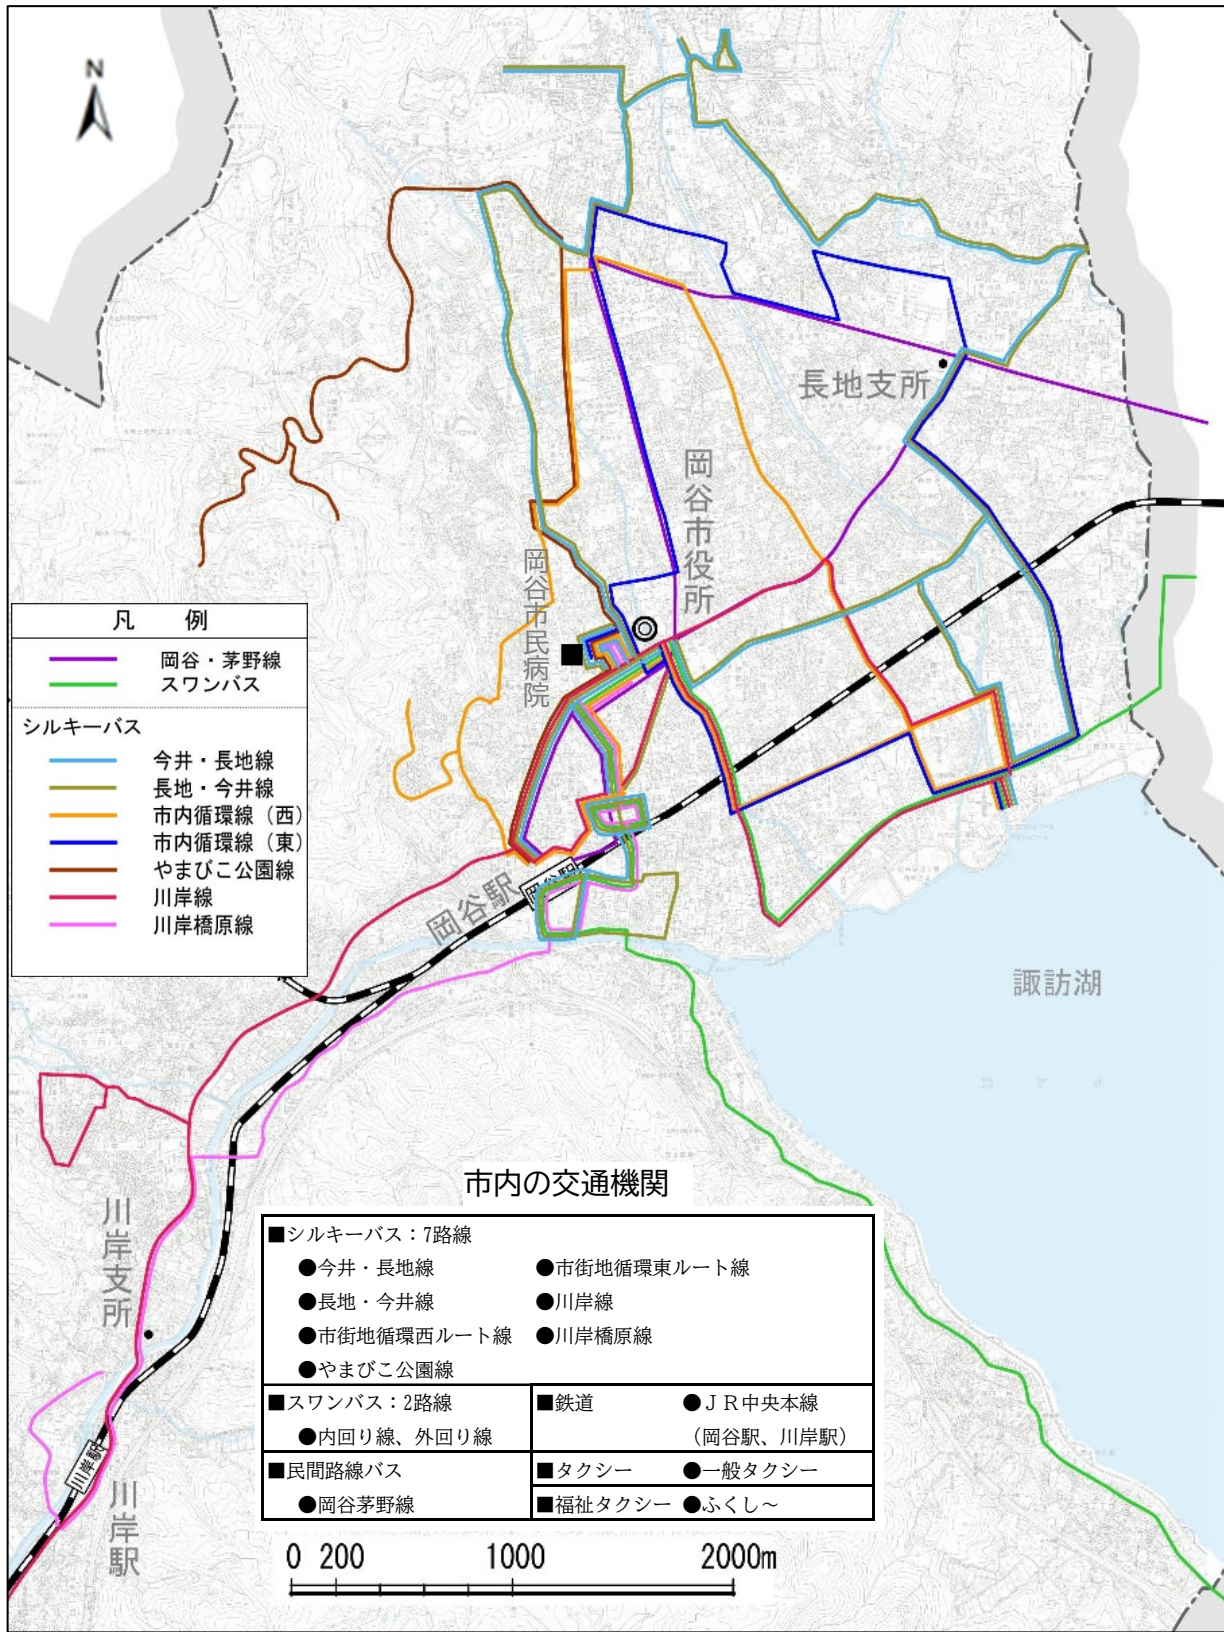 N
長地支所
岡谷市役所
岡谷市民病院
凡 例
岡谷・茅野線
スワンバス
シルキーバス
今井・長地線
長地・今井線
市内循環線（西）
市内循環線（東）
やまびこ公園線
川岸線
川岸橋原線
岡谷駅
岡谷駅
諏訪湖
川岸支所
川岸駅
川岸駅
市内の交通機関
■シルキーバス：7路線
●今井・長地線 ●市街地循環東ルート線
●長地・今井線 ●川岸線
●市街地循環西ルート線 ●川岸橋原線
●やまびこ公園線
■スワンバス：2路線 ■鉄道 ●ＪＲ中央本線
●内回り線、外回り線 （岡谷駅、川岸駅）
■民間路線バス ■タクシー ●一般タクシー
●岡谷茅野線 ■福祉タクシー ●ふくし～
0 200 1000 2000m